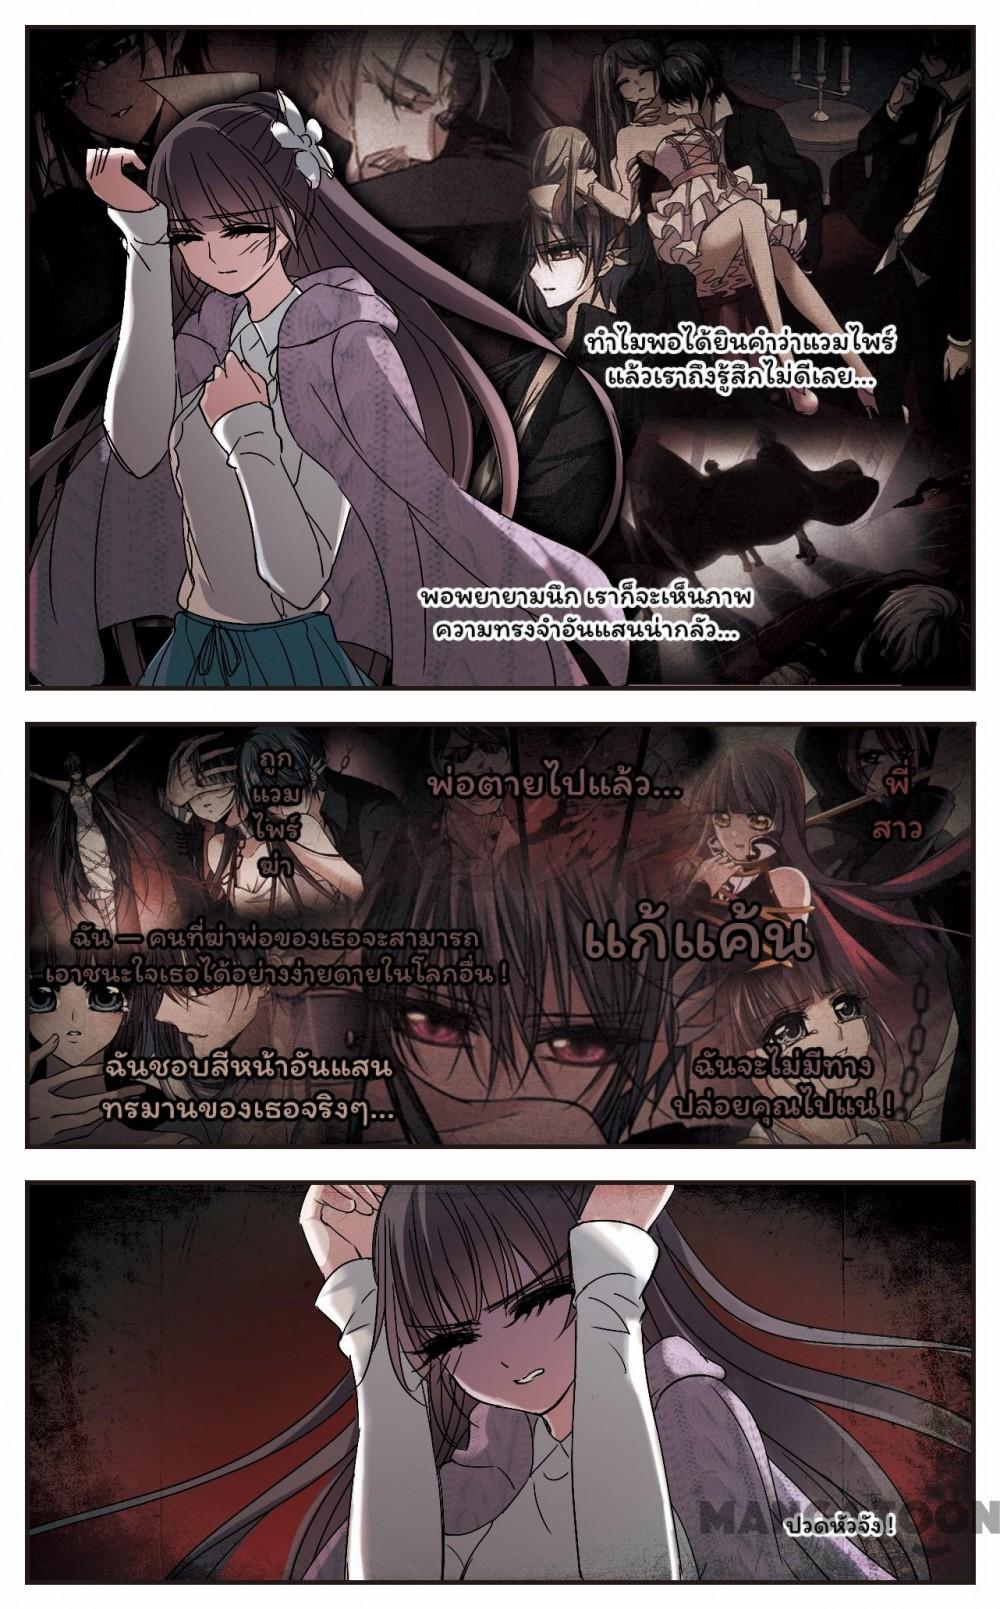 ทำไมพอได้ยินคำว่าแวมไพร์
แล้วเราถึงรู้สึกไม่ดีเลย...
พอพยายามนึก เราก็จะเห็นภาพ
ความทรงจำอันแสนน่ากลัว...
ถูก
แวม
ไพร์
ฆ่า
พ่อตายไปแล้ว...
พี่
สาว
ฉัน — คนที่ฆ่าพ่อของเธอจะสามารถ
เอาชนะใจเธอได้อย่างง่ายดายในโลกอื่น !
แก้แค้น
ฉันชอบสีหน้าอันแสน
ทรมานของเธอจริงๆ...
ฉันจะไม่มีทาง
ปล่อยคุณไปแน่ !
ปวดหัวจัง !
MANGATOON